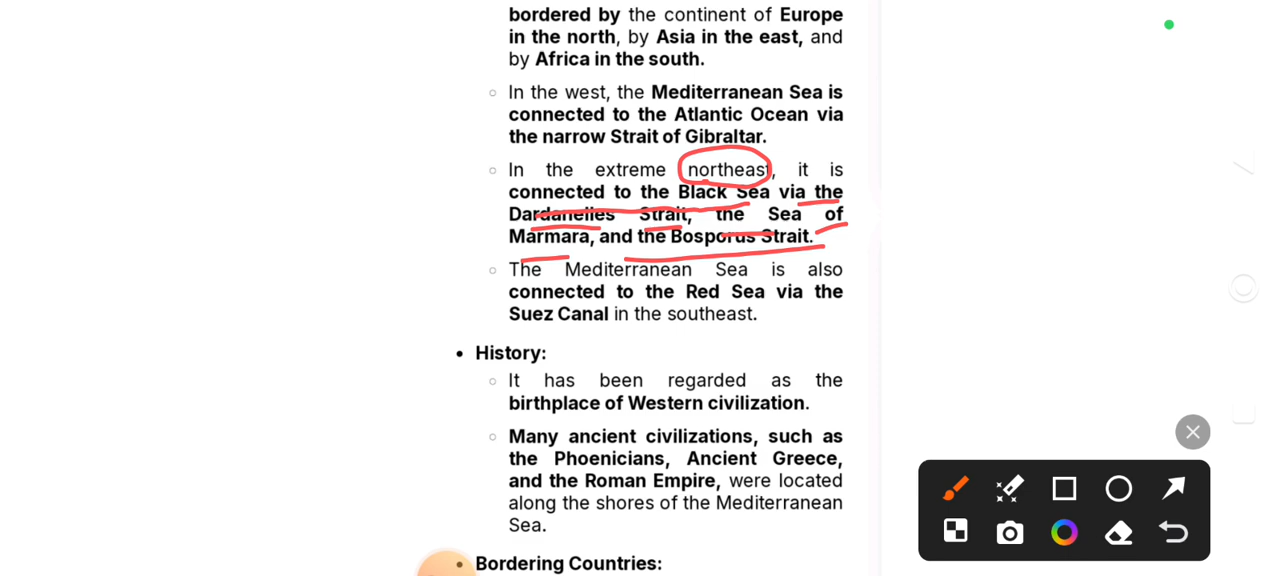 bordered by the continent of Europe
in the north, by Asia in the east, and
by Africa in the south.
In the west, the Mediterranean Sea is
connected to the Atlantic Ocean via
the narrow Strait of Gibraltar.
In the extreme northeast, it is
connected to the Black Sea via the
Dardanelles Strait, the Sea of
Marmara, and the Bosporus Strait.
The Mediterranean Sea is also
connected to the Red Sea via the
Suez Canal in the southeast.
History:
It has been regarded as the
birthplace of Western civilization.
Many ancient civilizations, such as
the Phoenicians, Ancient Greece,
and the Roman Empire, were located
along the shores of the Mediterranean
Sea.
Bordering Countries: